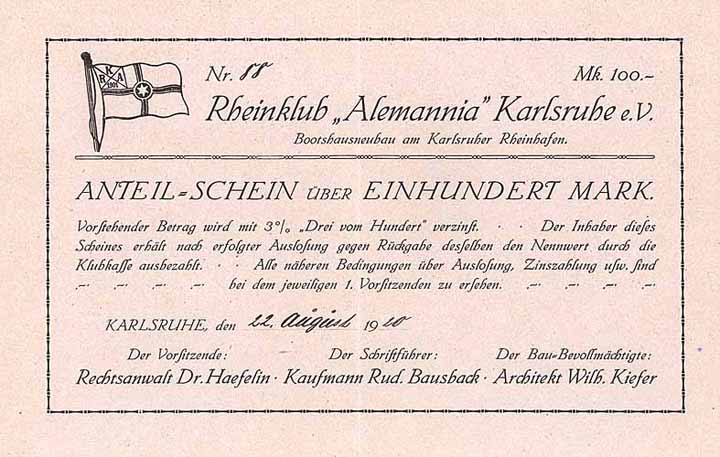 R K A
1901
Nr. 88 Mk. 100.-
Rheinklub „Alemannia" Karlsruhe e.V.
Bootshausneubau am Karlsruher Rheinhafen.
ANTEIL=SCHEIN ÜBER EINHUNDERT MARK.
Vorſtehender Betrag wird mit 3% „Drei vom Hundert" verzinſt. · · Der Inhaber dieſes
Scheines erhält nach erfolgter Ausloſung gegen Rückgabe desſelben den Nennwert durch die
Klubkaſſe ausbezahlt. · · Alle näheren Bedingungen über Ausloſung, Zinszahlung uſw. ſind
bei dem jeweiligen 1. Vorſitzenden zu erſehen.
KARLSRUHE, den 22. August 1920
Der Vorſitzende: Der Schriftführer: Der Bau=Bevollmächtigte:
Rechtsanwalt Dr. Haefelin · Kaufmann Rud. Bausback · Architekt Wilh. Kiefer